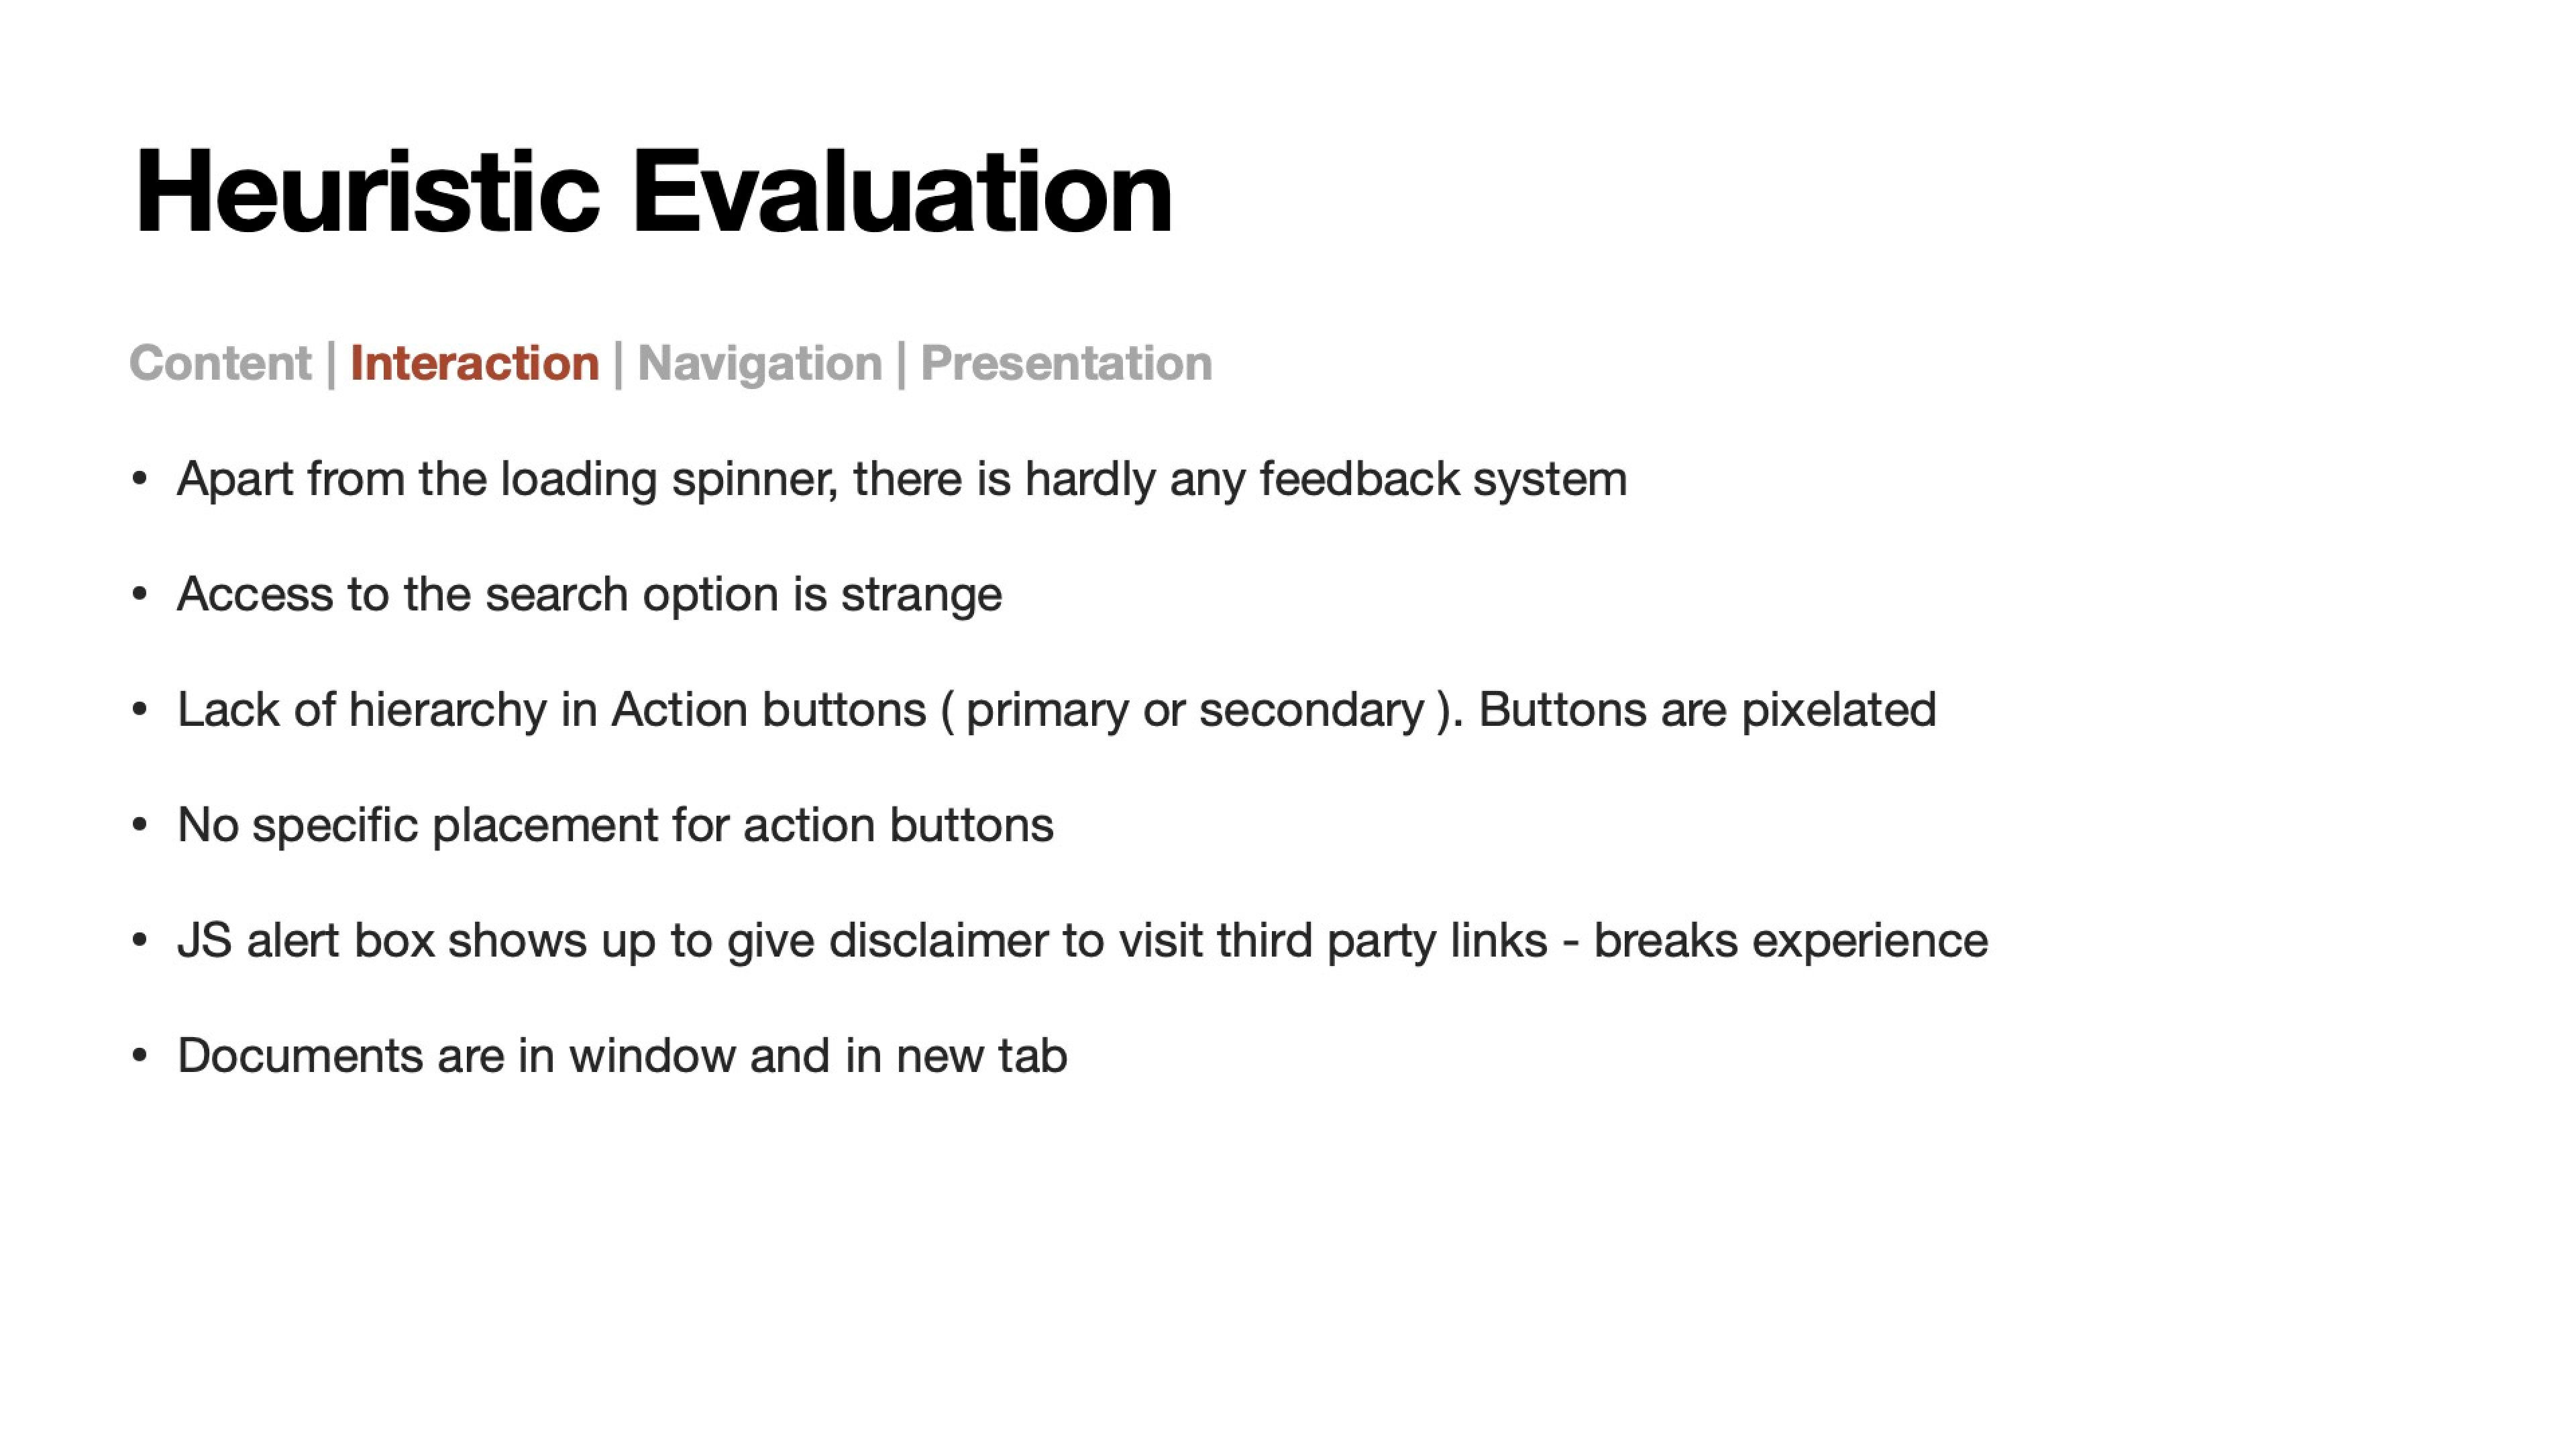 Heuristic Evaluation
Content | Interaction | Navigation | Presentation
• Apart from the loading spinner, there is hardly any feedback system
• Access to the search option is strange
• Lack of hierarchy in Action buttons ( primary or secondary ). Buttons are pixelated
• No specific placement for action buttons
• JS alert box shows up to give disclaimer to visit third party links - breaks experience
• Documents are in window and in new tab